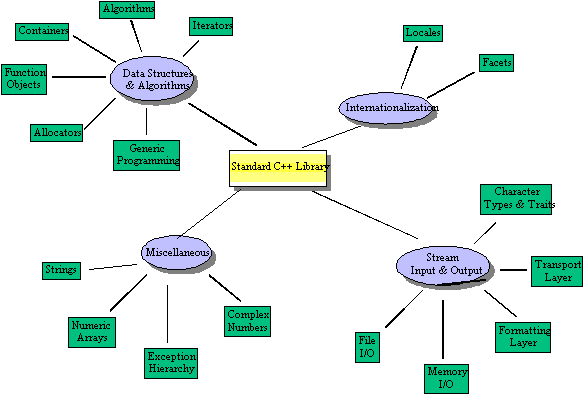 Algorithms
Containers
Iterators
Function
Objects
Data Structures
& Algorithms
Allocators
Generic
Programming
Locales
Facets
Internationalization
Standard C++ Library
Character
Types & Traits
Miscellaneous
Stream
Input & Output
Strings
Transport
Layer
Numeric
Arrays
Complex
Numbers
Exception
Hierarchy
File
I/O
Memory
I/O
Formatting
Layer